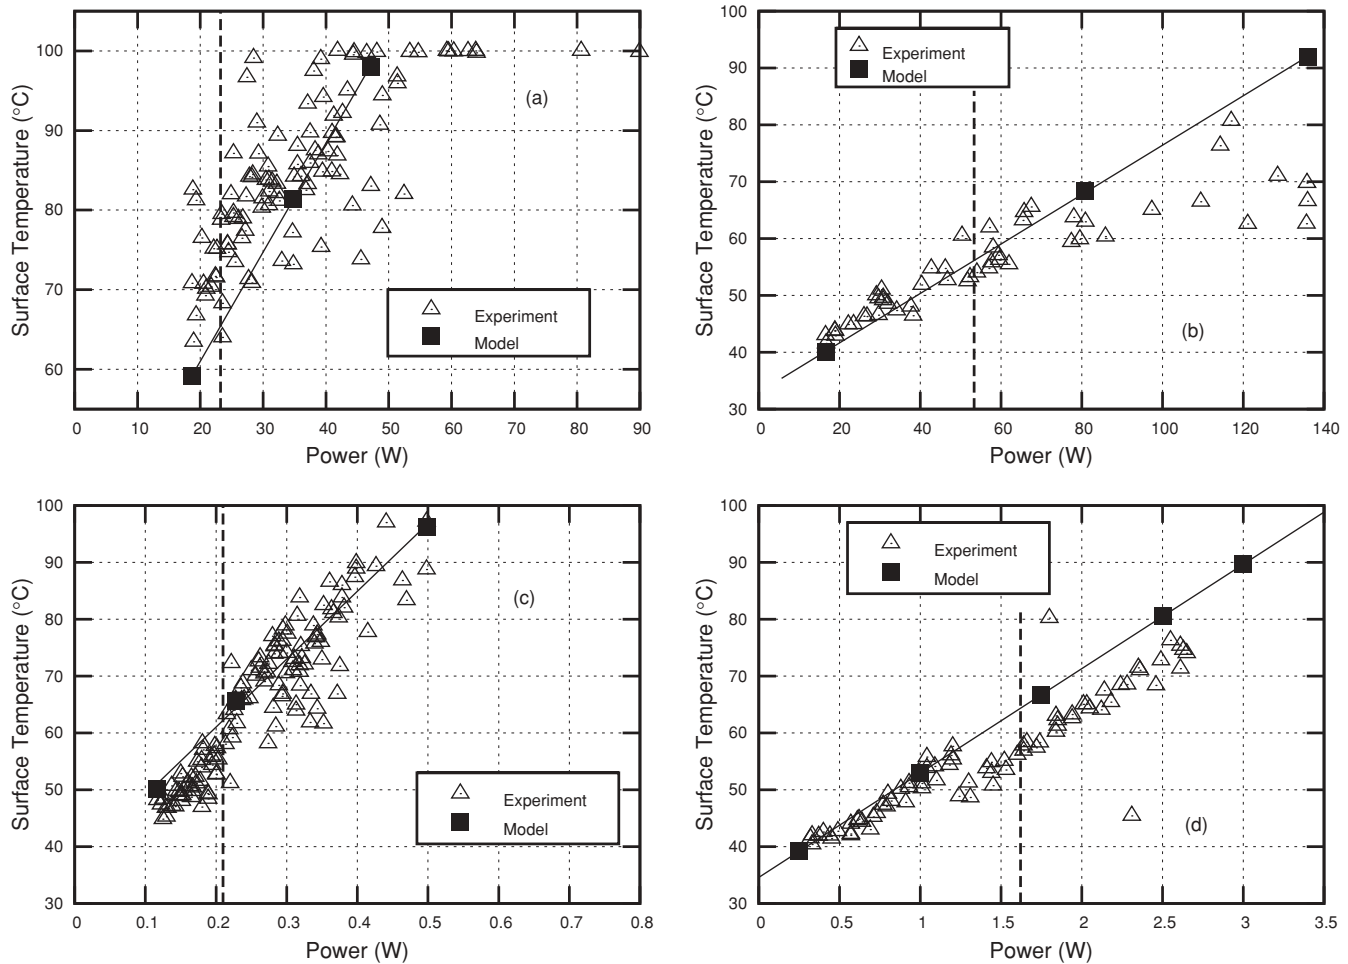 Surface Temperature (°C)
100
90
80
70
60
(a)
Experiment
Model
0 10 20 30 40 50 60 70 80 90
Power (W)
Surface Temperature (°C)
100
90
80
70
60
50
40
30
Experiment
Model
(b)
0 20 40 60 80 100 120 140
Power (W)
Surface Temperature (°C)
100
90
80
70
60
50
40
30
(c)
Experiment
Model
0 0.1 0.2 0.3 0.4 0.5 0.6 0.7 0.8
Power (W)
Surface Temperature (°C)
100
90
80
70
60
50
40
30
Experiment
Model
(d)
0 0.5 1 1.5 2 2.5 3 3.5
Power (W)